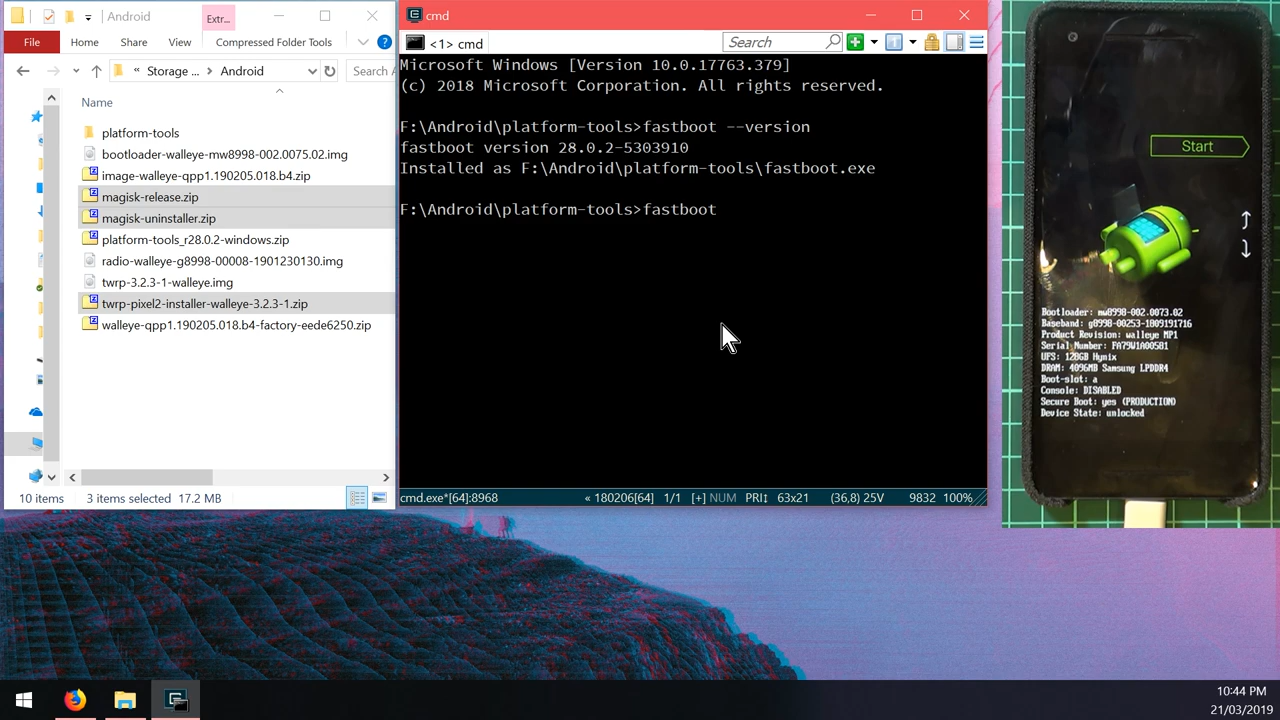 Android
Extr...
File
Home
Share
View
Compressed Folder Tools
« Storage ... > Android
Search A
Name
platform-tools
bootloader-walleye-mw8998-002.0075.02.img
image-walleye-qpp1.190205.018.b4.zip
magisk-release.zip
magisk-uninstaller.zip
platform-tools_r28.0.2-windows.zip
radio-walleye-g8998-00008-1901230130.img
twrp-3.2.3-1-walleye.img
twrp-pixel2-installer-walleye-3.2.3-1.zip
walleye-qpp1.190205.018.b4-factory-eede6250.zip
10 items
3 items selected 17.2 MB
cmd
<1> cmd
Search
Microsoft Windows [Version 10.0.17763.379]
(c) 2018 Microsoft Corporation. All rights reserved.
F:\Android\platform-tools>fastboot --version
fastboot version 28.0.2-5303910
Installed as F:\Android\platform-tools\fastboot.exe
F:\Android\platform-tools>fastboot
cmd.exe*[64]:8968
« 180206[64] 1/1 [+] NUM PRI↕ 63x21 (36,8) 25V 9832 100%
Start
Bootloader: mw8998-002.0073.02
Baseband: g8998-00253-1809191716
Product Revision: walleye MP1
Serial Number: FA79W1A00581
UFS: 128GB Hynix
DRAM: 4096MB Samsung LPDDR4
Boot-slot: a
Console: DISABLED
Secure Boot: yes (PRODUCTION)
Device State: unlocked
10:44 PM
21/03/2019